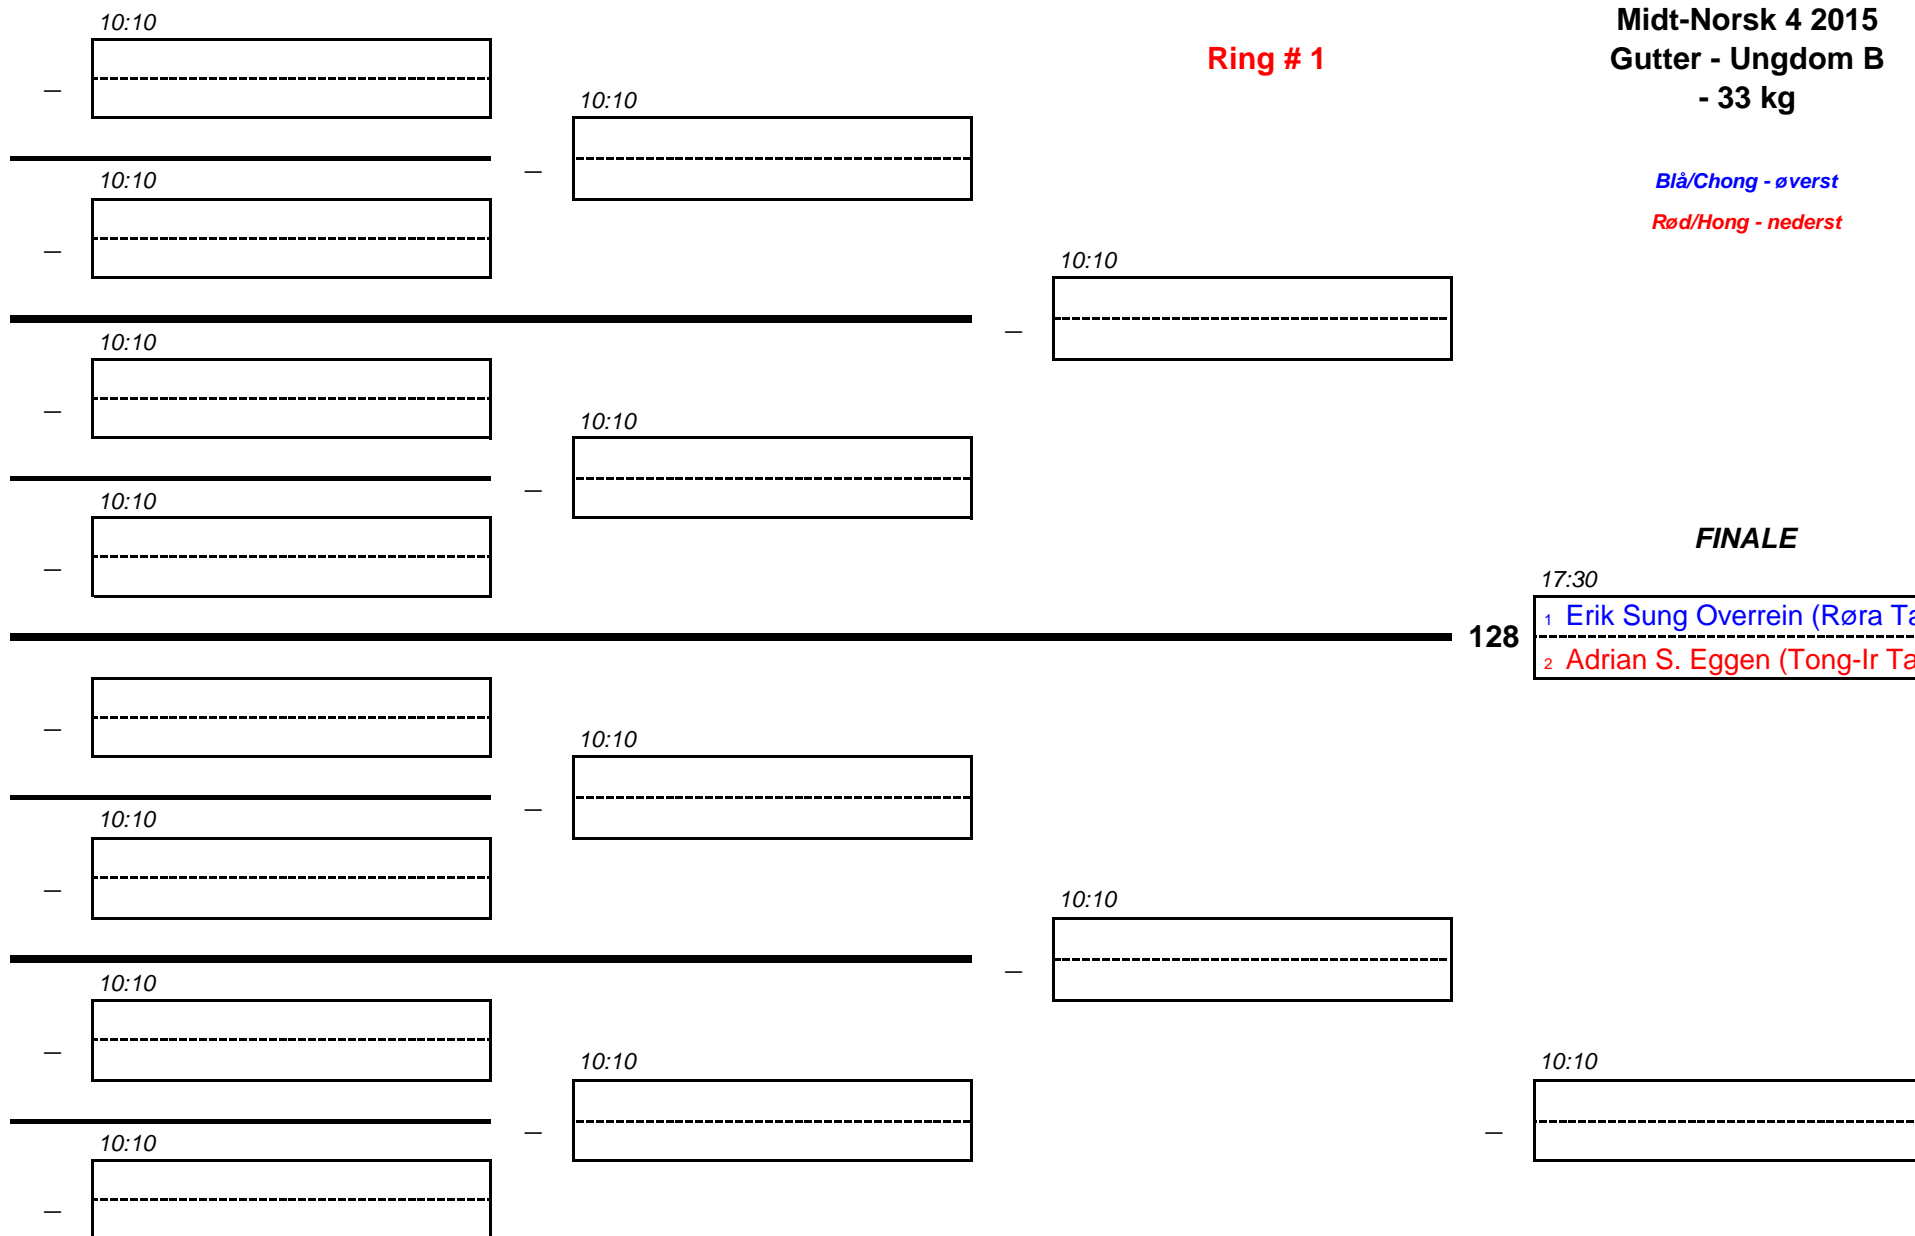 10:10
10:10
10:10
10:10
10:10
10:10
10:10
10:10
10:10
10:10
10:10
Ring # 1
10:10
10:10
Midt-Norsk 4 2015
Gutter - Ungdom B
- 33 kg
Blå/Chong - øverst
Rød/Hong - nederst
FINALE
17:30
128
1 Erik Sung Overrein (Røra Ta
2 Adrian S. Eggen (Tong-Ir Ta
10:10